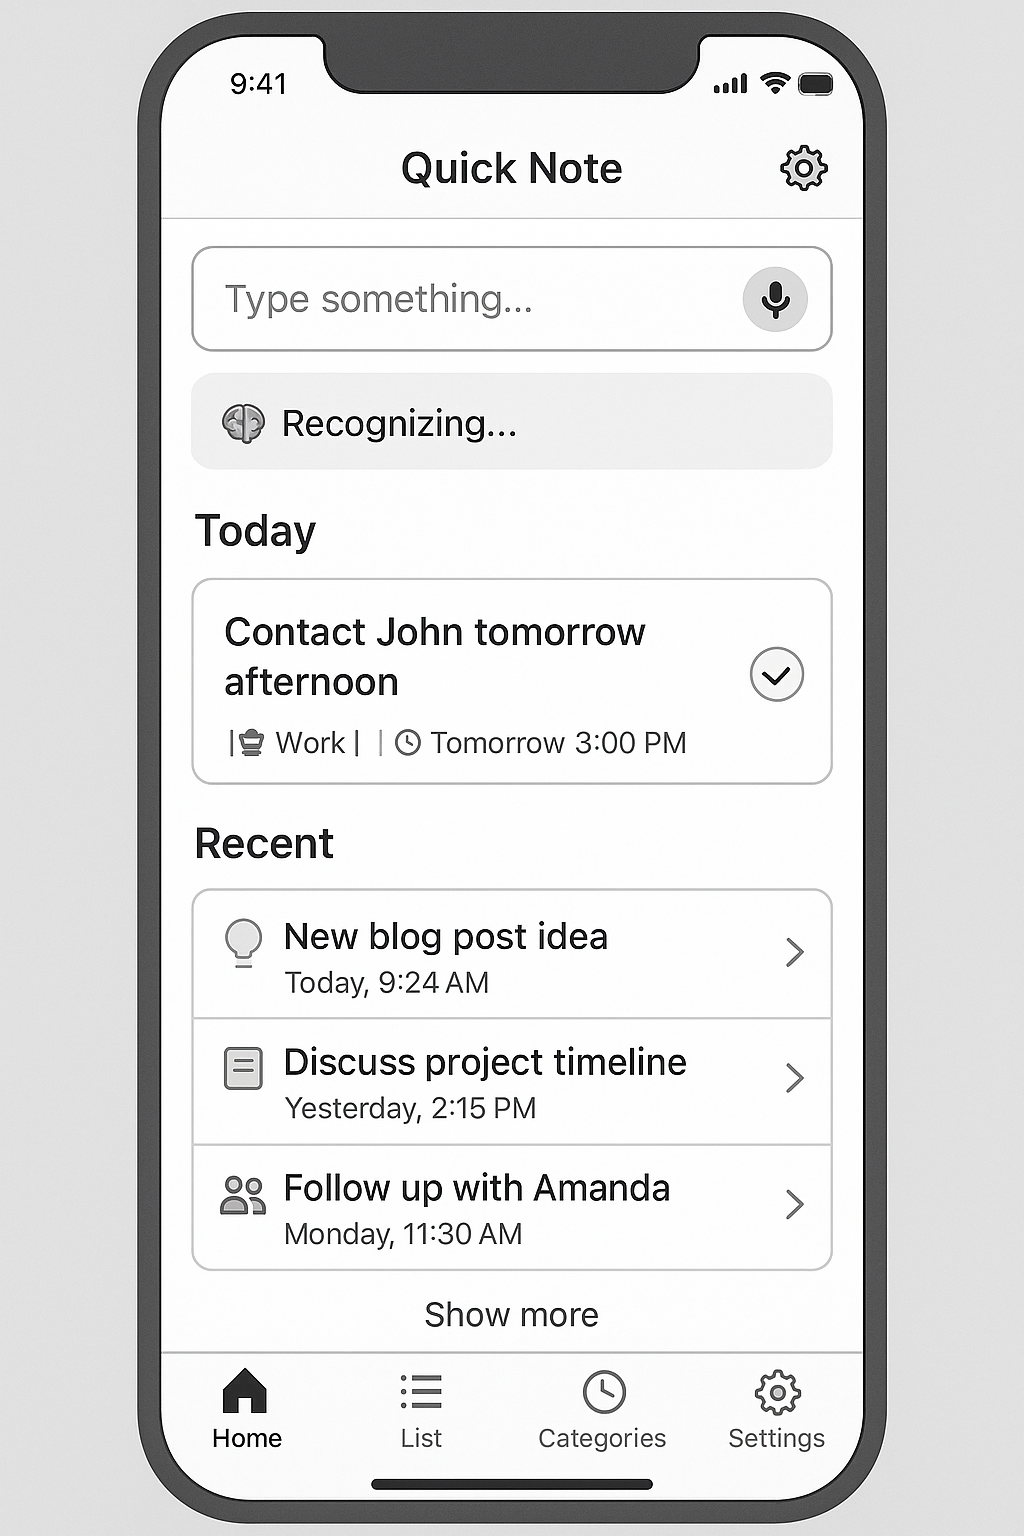 9:41
Quick Note
Type something...
Recognizing...
Today
Contact John tomorrow
afternoon
| Work | | Tomorrow 3:00 PM
Recent
New blog post idea
Today, 9:24 AM
Discuss project timeline
Yesterday, 2:15 PM
Follow up with Amanda
Monday, 11:30 AM
Show more
Home List Categories Settings